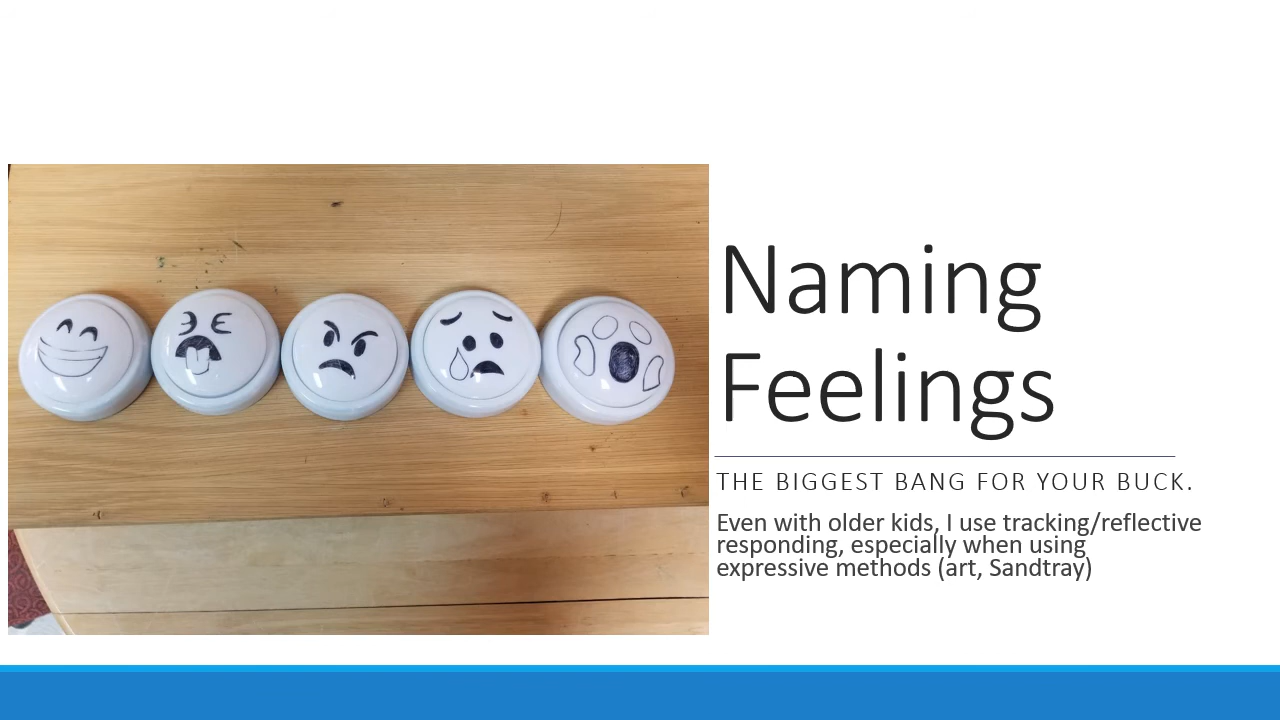 Naming
Feelings
THE BIGGEST BANG FOR YOUR BUCK.
Even with older kids, I use tracking/reflective
responding, especially when using
expressive methods (art, Sandtray)